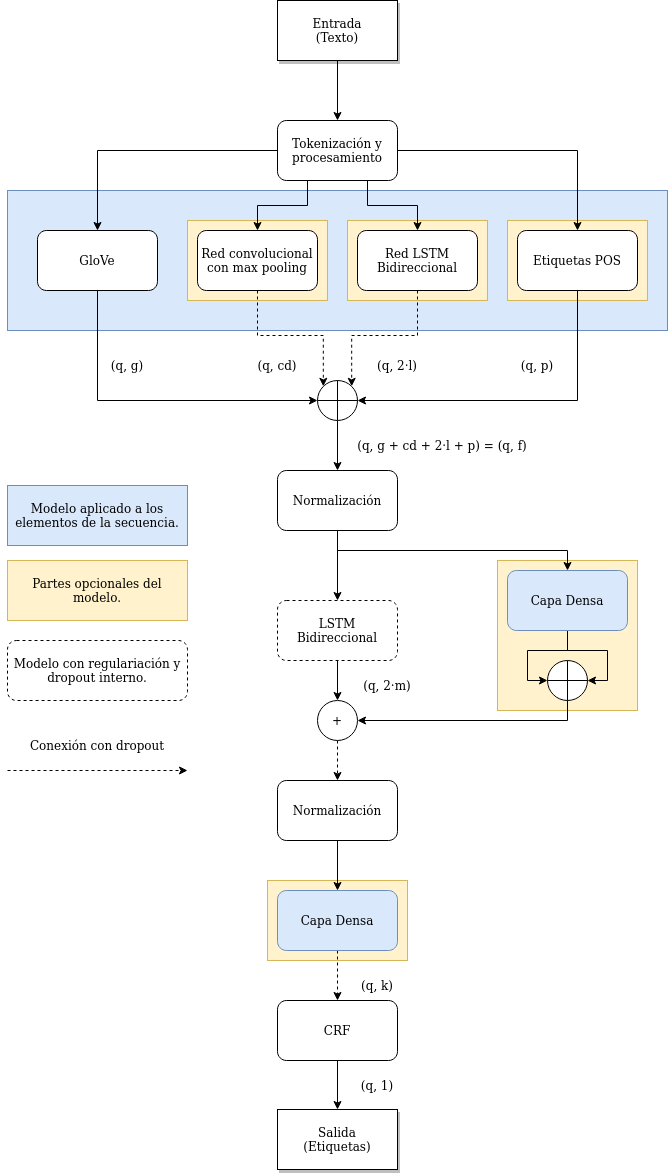 Entrada
(Texto)
Tokenización y
procesamiento
GloVe
Red convolucional
con max pooling
Red LSTM
Bidireccional
Etiquetas POS
(q, g)
(q, cd)
(q, 2·l)
(q, p)
(q, g + cd + 2·l + p) = (q, f)
Normalización
Modelo aplicado a los
elementos de la secuencia.
Partes opcionales del
modelo.
Modelo con regulariación y
dropout interno.
Conexión con dropout
LSTM
Bidireccional
Capa Densa
(q, 2·m)
+
Normalización
Capa Densa
(q, k)
CRF
(q, 1)
Salida
(Etiquetas)